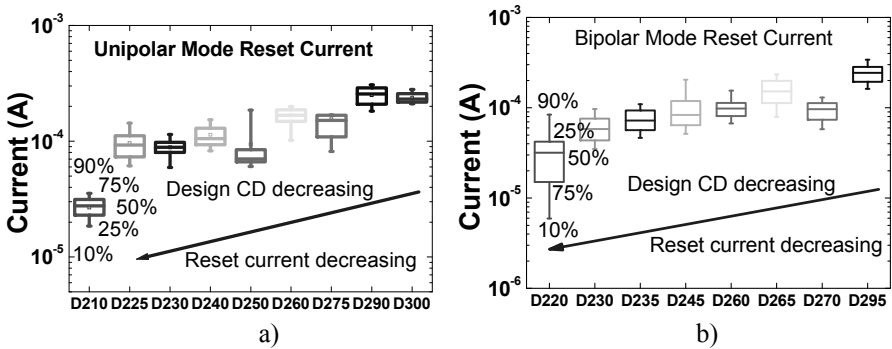 Unipolar Mode Reset Current
Current (A)
10-3
10-4
10-5
90%
75%
50%
25%
10%
Design CD decreasing
Reset current decreasing
D210 D225 D230 D240 D250 D260 D275 D290 D300
a)
Bipolar Mode Reset Current
Current (A)
10-3
10-4
10-5
10-6
90%
25%
50%
75%
10%
Design CD decreasing
Reset current decreasing
D220 D230 D235 D245 D260 D265 D270 D295
b)